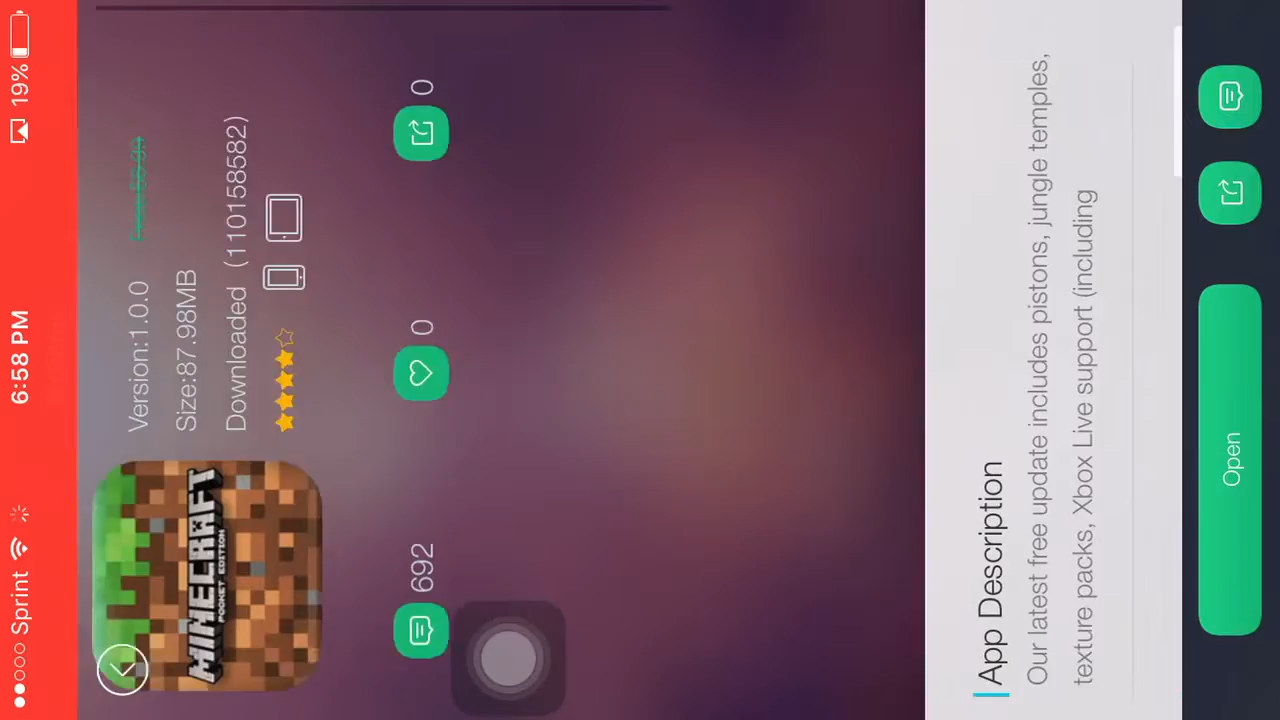 Sprint 6:58 PM 19%
MINECRAFT
POCKET EDITION
Version:1.0.0
Size:87.98MB
Downloaded (110158582)
692 0 0
App Description
Our latest free update includes pistons, jungle temples,
texture packs, Xbox Live support (including
Open